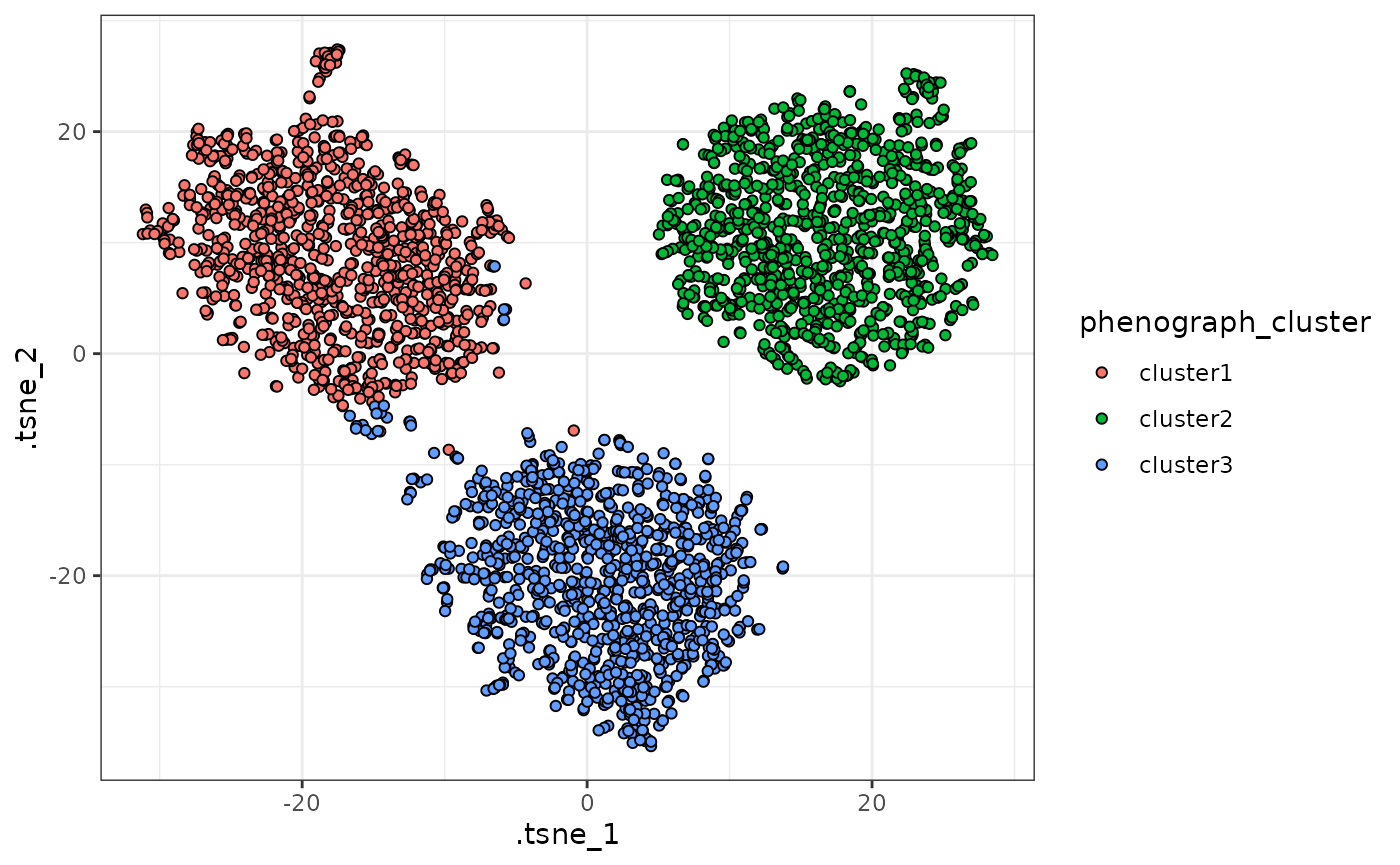 20
0
-20
.tsne_2
-20
0
20
.tsne_1
phenograph_cluster
cluster1
cluster2
cluster3